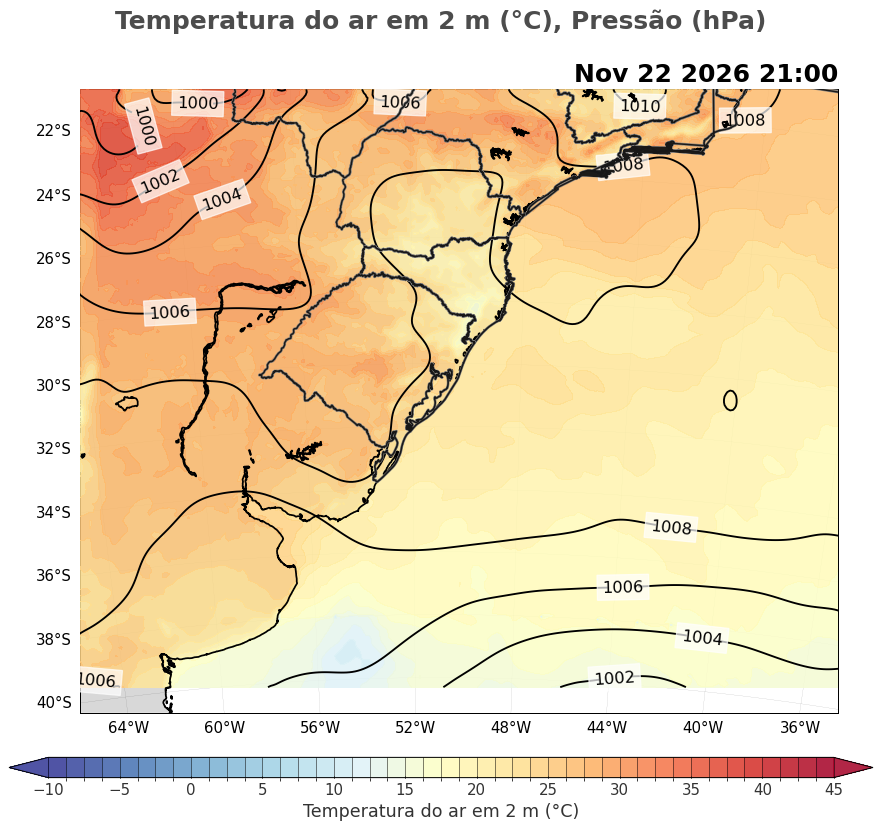 Temperatura do ar em 2 m (°C), Pressão (hPa)
Nov 22 2026 21:00
1000
1006
1010
1008
1000
1008
1002
1004
1006
1008
1006
1004
1002
1006
22°S
24°S
26°S
28°S
30°S
32°S
34°S
36°S
38°S
40°S
64°W 60°W 56°W 52°W 48°W 44°W 40°W 36°W
−10 −5 0 5 10 15 20 25 30 35 40 45
Temperatura do ar em 2 m (°C)